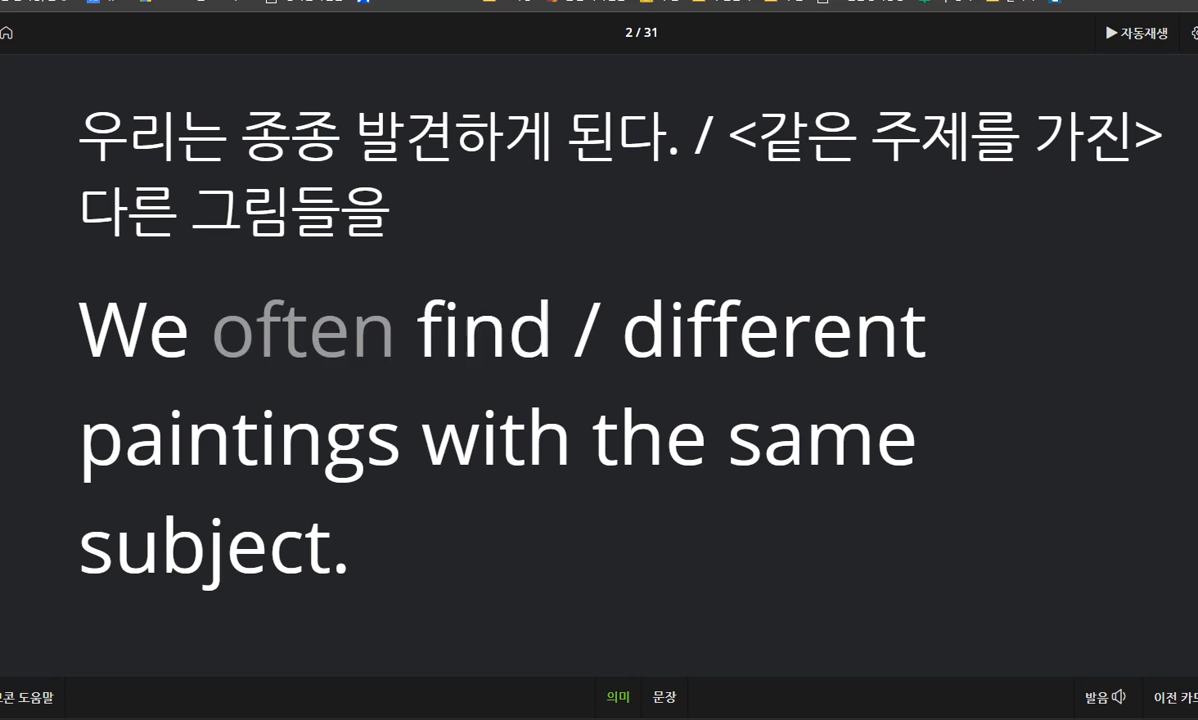 2 / 31
자동재생
우리는 종종 발견하게 된다. / <같은 주제를 가진>
다른 그림들을
We often find / different
paintings with the same
subject.
도움말
의미
문장
발음
이전